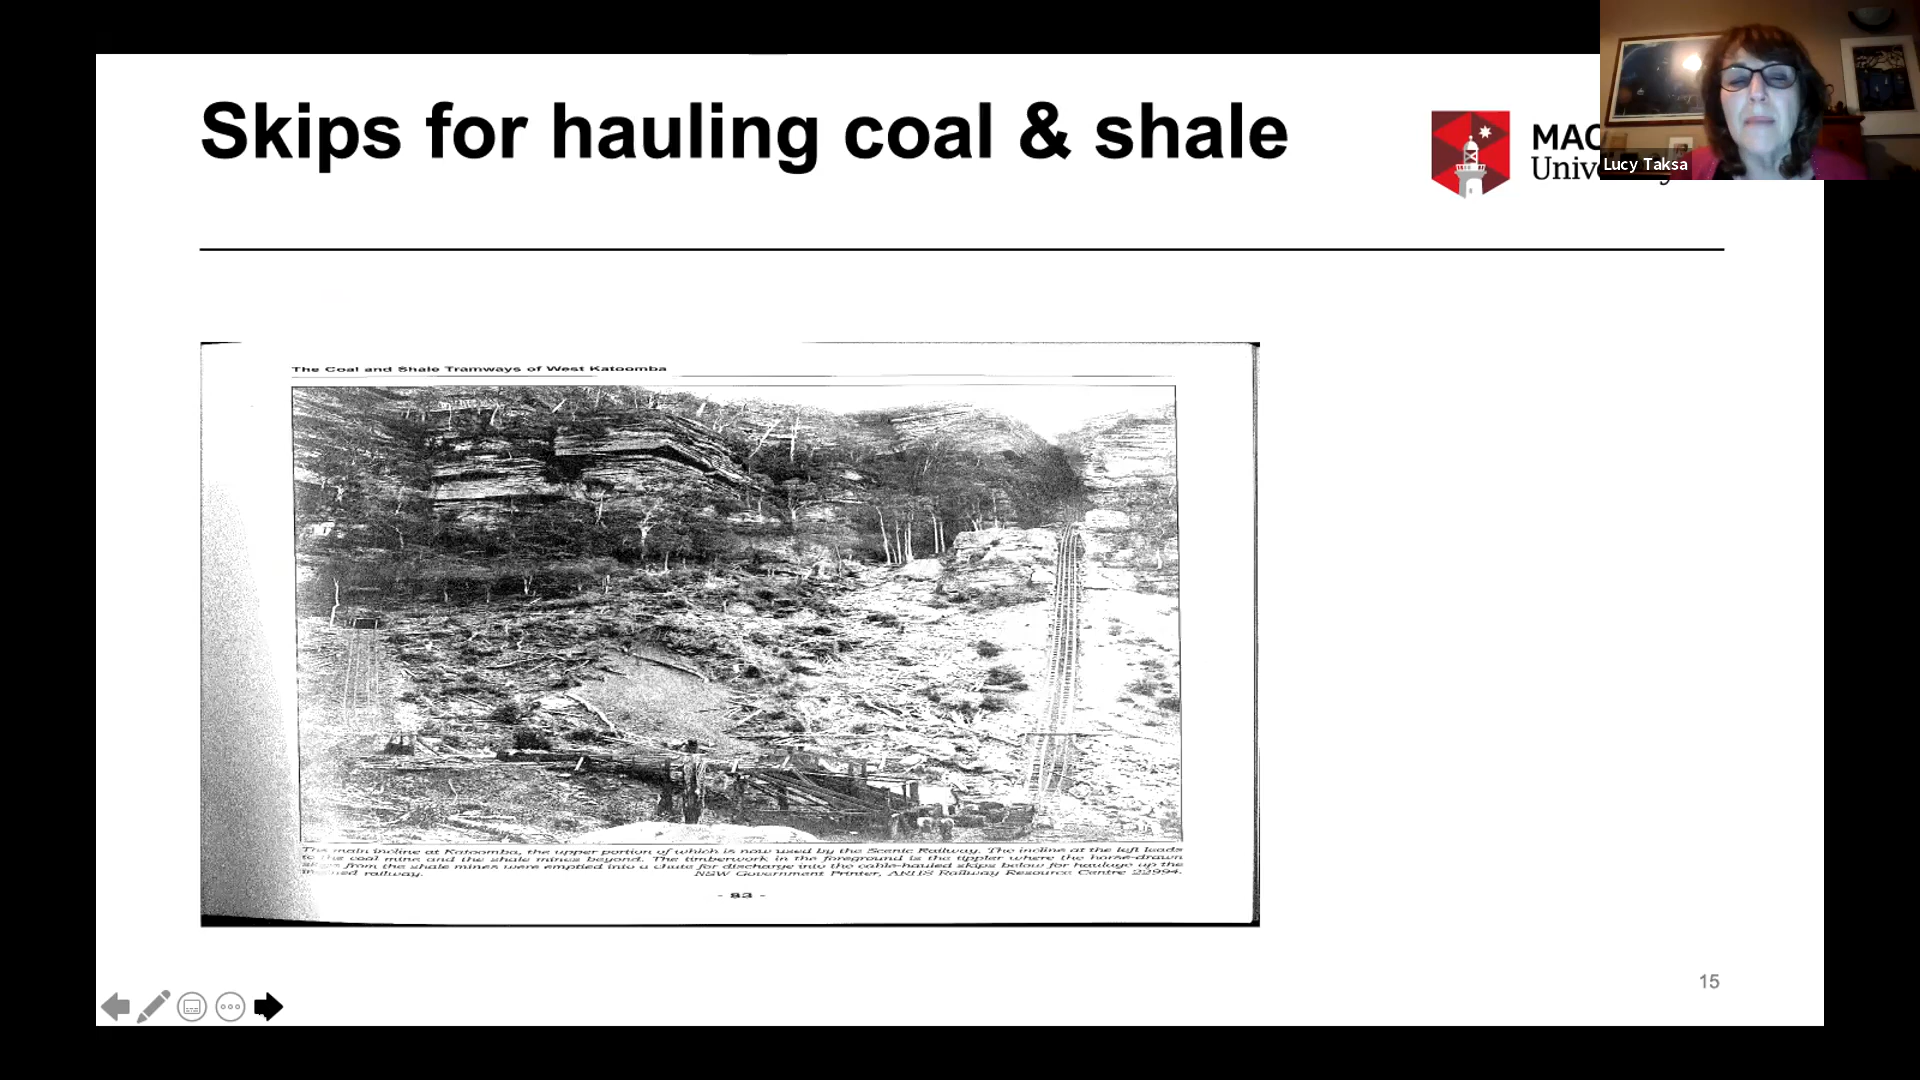 Skips for hauling coal & shale
MAC
Unive
Lucy Taksa
The Coal and Shale Tramways of West Katoomba
The main incline at Katoomba, the upper portion of which is now used by the Scenic Railway. The incline at the left leads
to the coal mine and the shale mines beyond. The timberwork in the foreground is the tippler where the horse-drawn
from the shale mines were emptied into a chute for discharge into the cable-hauled skips below for haulage up the
railway. NSW Government Printer, ARHS Railway Resource Centre 22994.
- 83 -
15